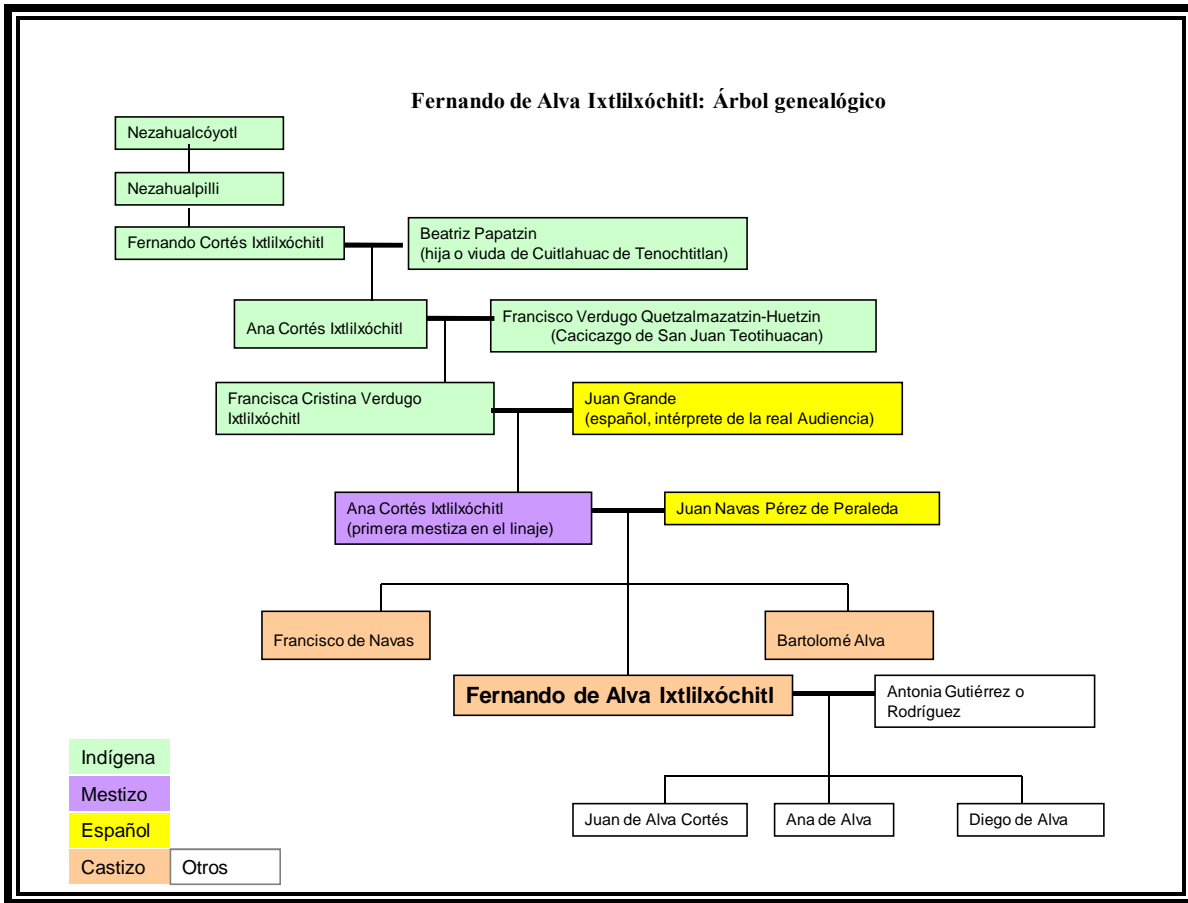 Fernando de Alva Ixtlilxóchitl: Árbol genealógico
Nezahualcóyotl
Nezahualpilli
Fernando Cortés Ixtlilxóchitl
Beatriz Papatzin
(hija o viuda de Cuitlahuac de Tenochtitlan)
Ana Cortés Ixtlilxóchitl
Francisco Verdugo Quetzalmazatzin-Huetzin
(Cacicazgo de San Juan Teotihuacan)
Francisca Cristina Verdugo
Ixtlilxóchitl
Juan Grande
(español, intérprete de la real Audiencia)
Ana Cortés Ixtlilxóchitl
(primera mestiza en el linaje)
Juan Navas Pérez de Peraleda
Francisco de Navas
Bartolomé Alva
Fernando de Alva Ixtlilxóchitl
Antonia Gutiérrez o
Rodríguez
Juan de Alva Cortés
Ana de Alva
Diego de Alva
Indígena
Mestizo
Español
Castizo
Otros